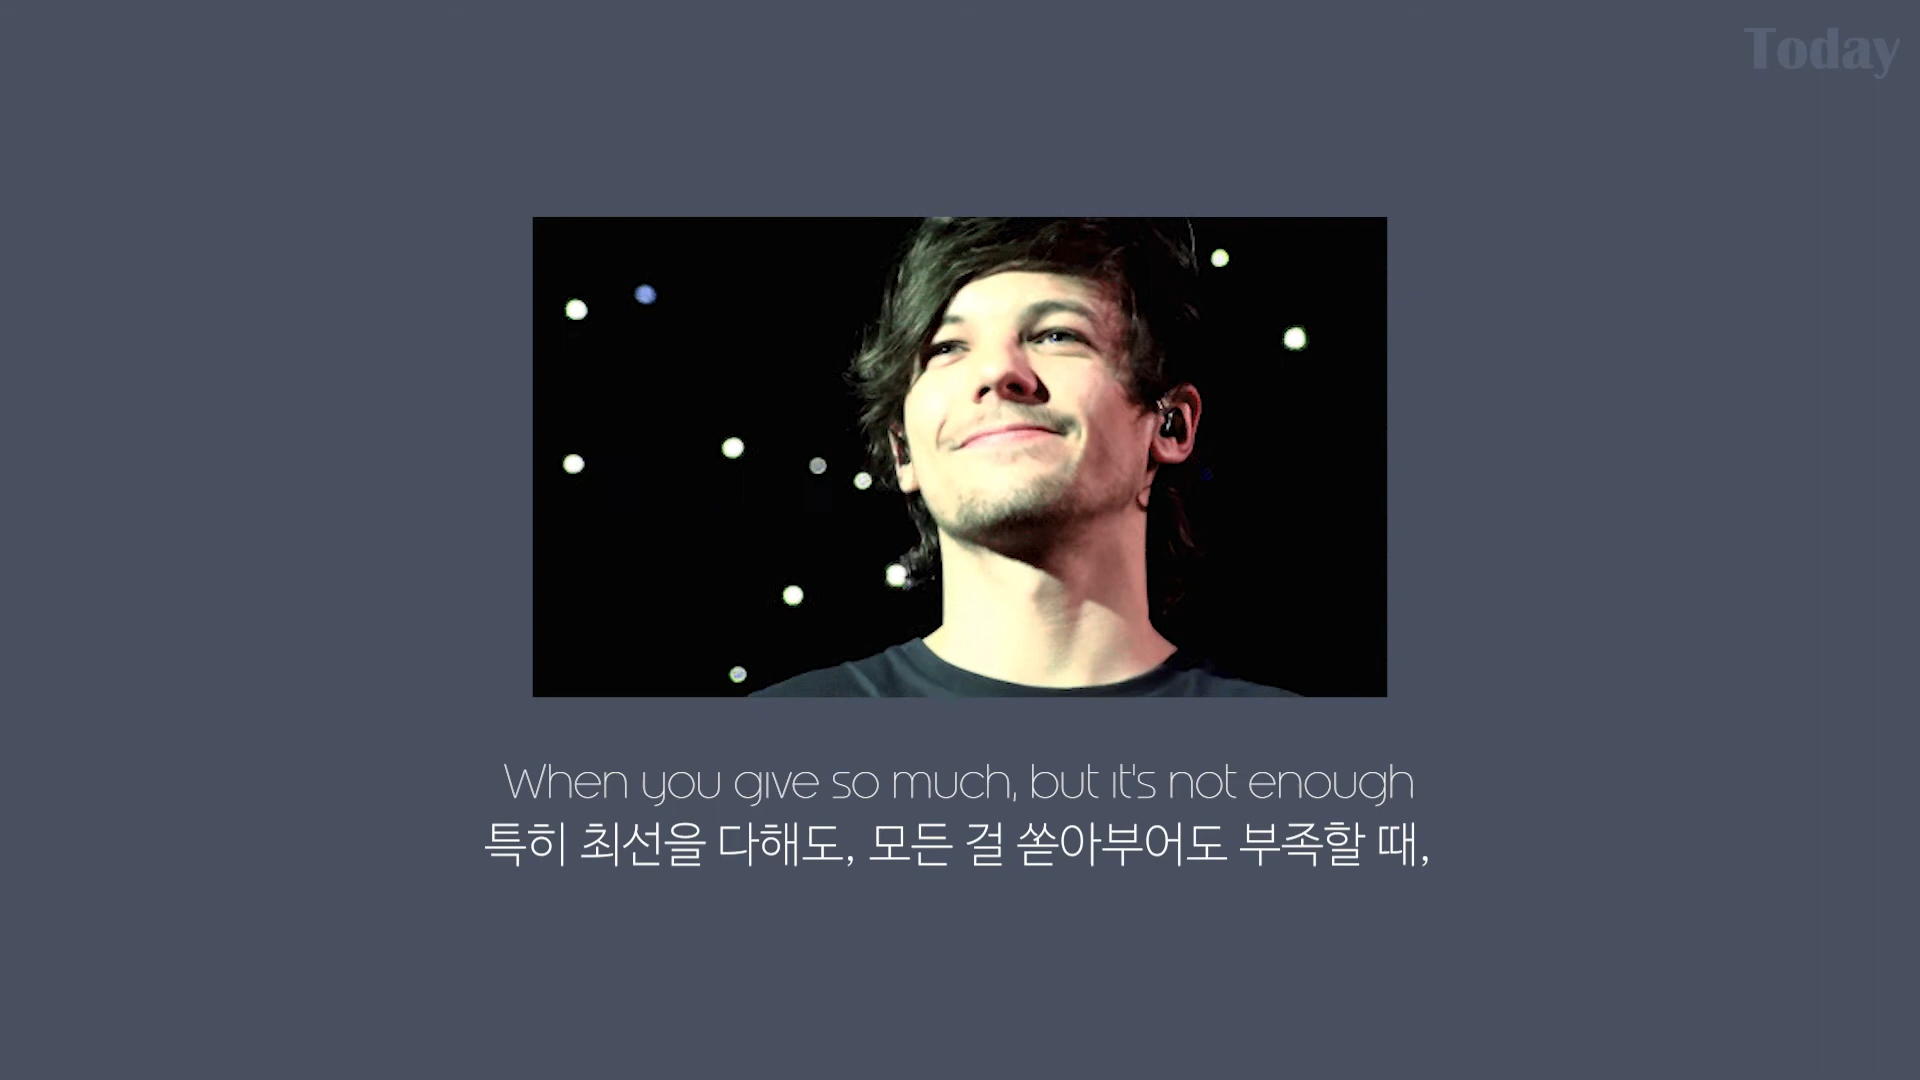 Today
When you give so much, but it's not enough
특히 최선을 다해도, 모든 걸 쏟아부어도 부족할 때,